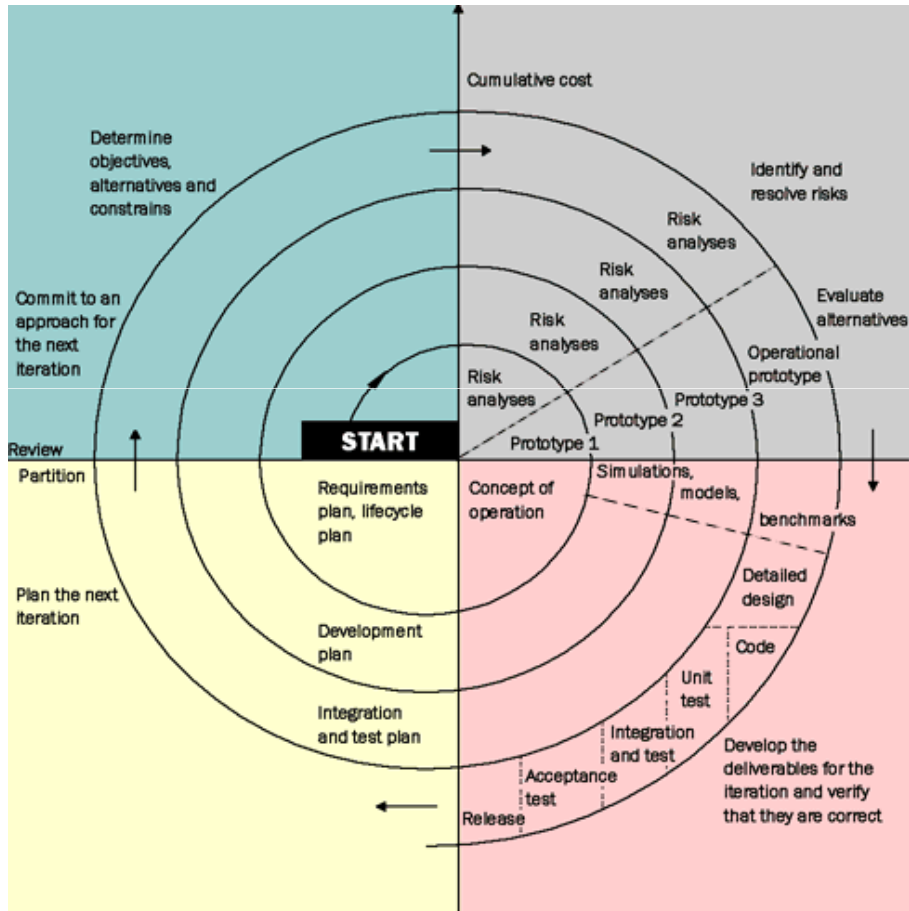 Cumulative cost
Determine
objectives,
alternatives and
constrains
Identify and
resolve risks
Risk
analyses
Risk
analyses
Commit to an
approach for
the next
iteration
Evaluate
alternatives
Risk
analyses
Operational
prototype
Risk
analyses
Prototype 3
Prototype 2
Prototype 1
START
Review
Partition
Requirements
plan, lifecycle
plan
Concept of
operation
Simulations,
models,
benchmarks
Plan the next
iteration
Detailed
design
Development
plan
Code
Unit
test
Integration
and test plan
Integration
and test
Develop the
deliverables for the
iteration and verify
that they are correct
Acceptance
test
Release